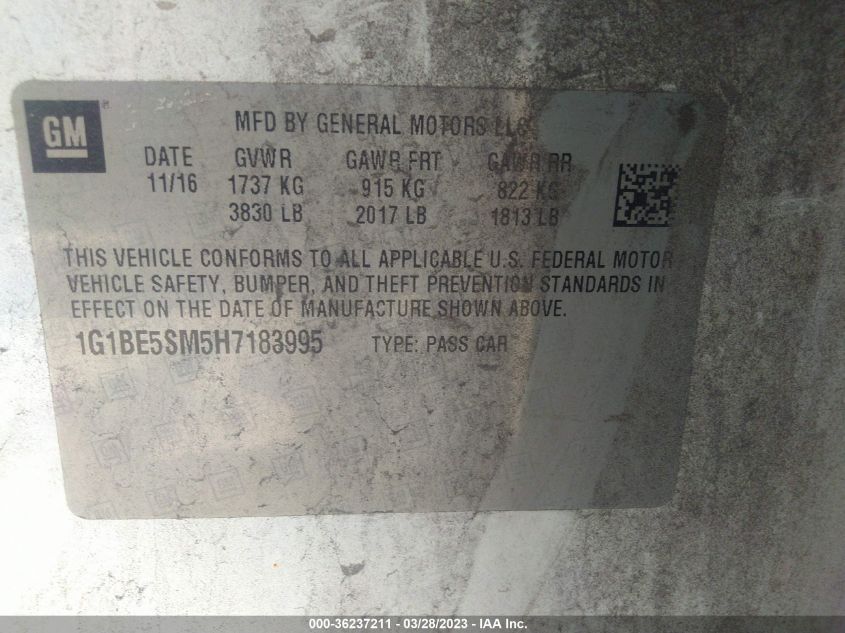 GM
MFD BY GENERAL MOTORS LLC
DATE GVWR GAWR FRT GAWR RR
11/16 1737 KG 915 KG 822 KG
3830 LB 2017 LB 1813 LB
THIS VEHICLE CONFORMS TO ALL APPLICABLE U.S. FEDERAL MOTOR
VEHICLE SAFETY, BUMPER, AND THEFT PREVENTION STANDARDS IN
EFFECT ON THE DATE OF MANUFACTURE SHOWN ABOVE.
1G1BE5SM5H7183995 TYPE: PASS CAR
000-36237211 - 03/28/2023 - © IAA Inc.